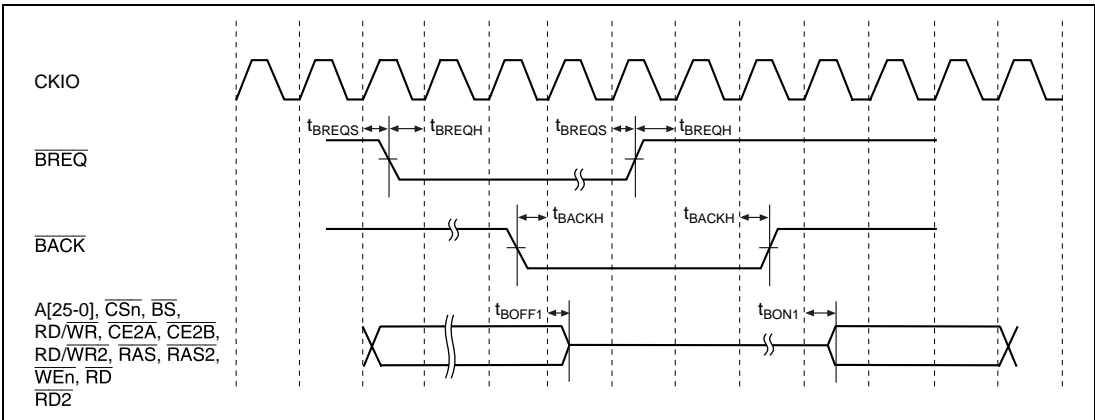 CKIO
tBREQS tBREQH tBREQS tBREQH
BREQ
tBACKH tBACKH
BACK
A[25-0], CSn, BS,
tBOFF1 tBON1
RD/WR, CE2A, CE2B,
RD/WR2, RAS, RAS2,
WEn, RD
RD2